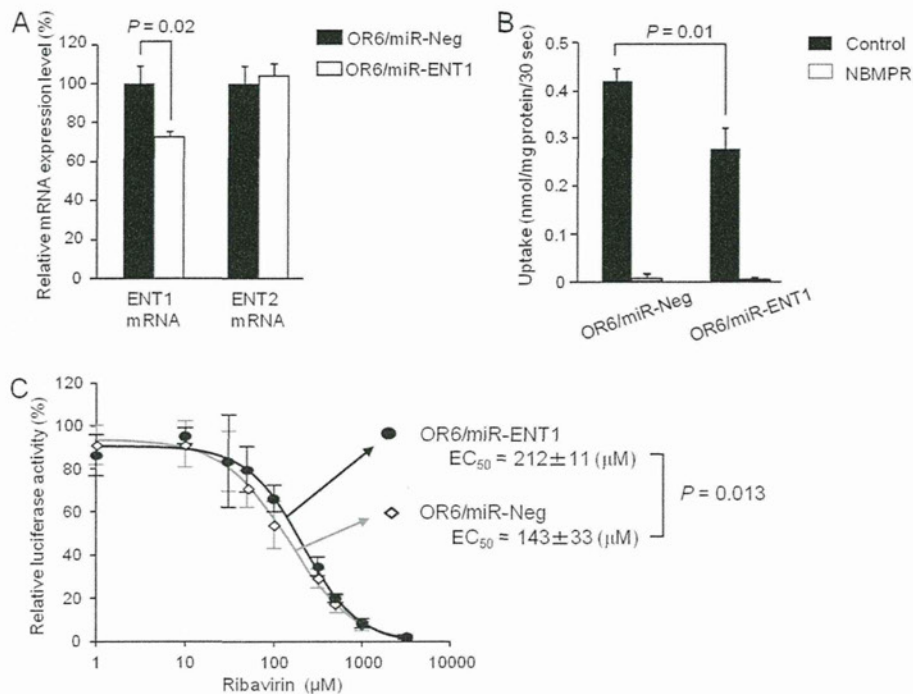 A
Relative mRNA expression level (%)
120
100
80
60
40
20
0
P = 0.02
OR6/miR-Neg
OR6/miR-ENT1
ENT1
mRNA
ENT2
mRNA
B
Uptake (nmol/mg protein/30 sec)
0.5
0.4
0.3
0.2
0.1
0
P = 0.01
Control
NBMPR
OR6/miR-Neg
OR6/miR-ENT1
C
Relative luciferase activity (%)
120
100
80
60
40
20
0
1
10
100
1000
10000
Ribavirin (μM)
OR6/miR-ENT1
EC50 = 212±11 (μM)
OR6/miR-Neg
EC50 = 143±33 (μM)
P = 0.013